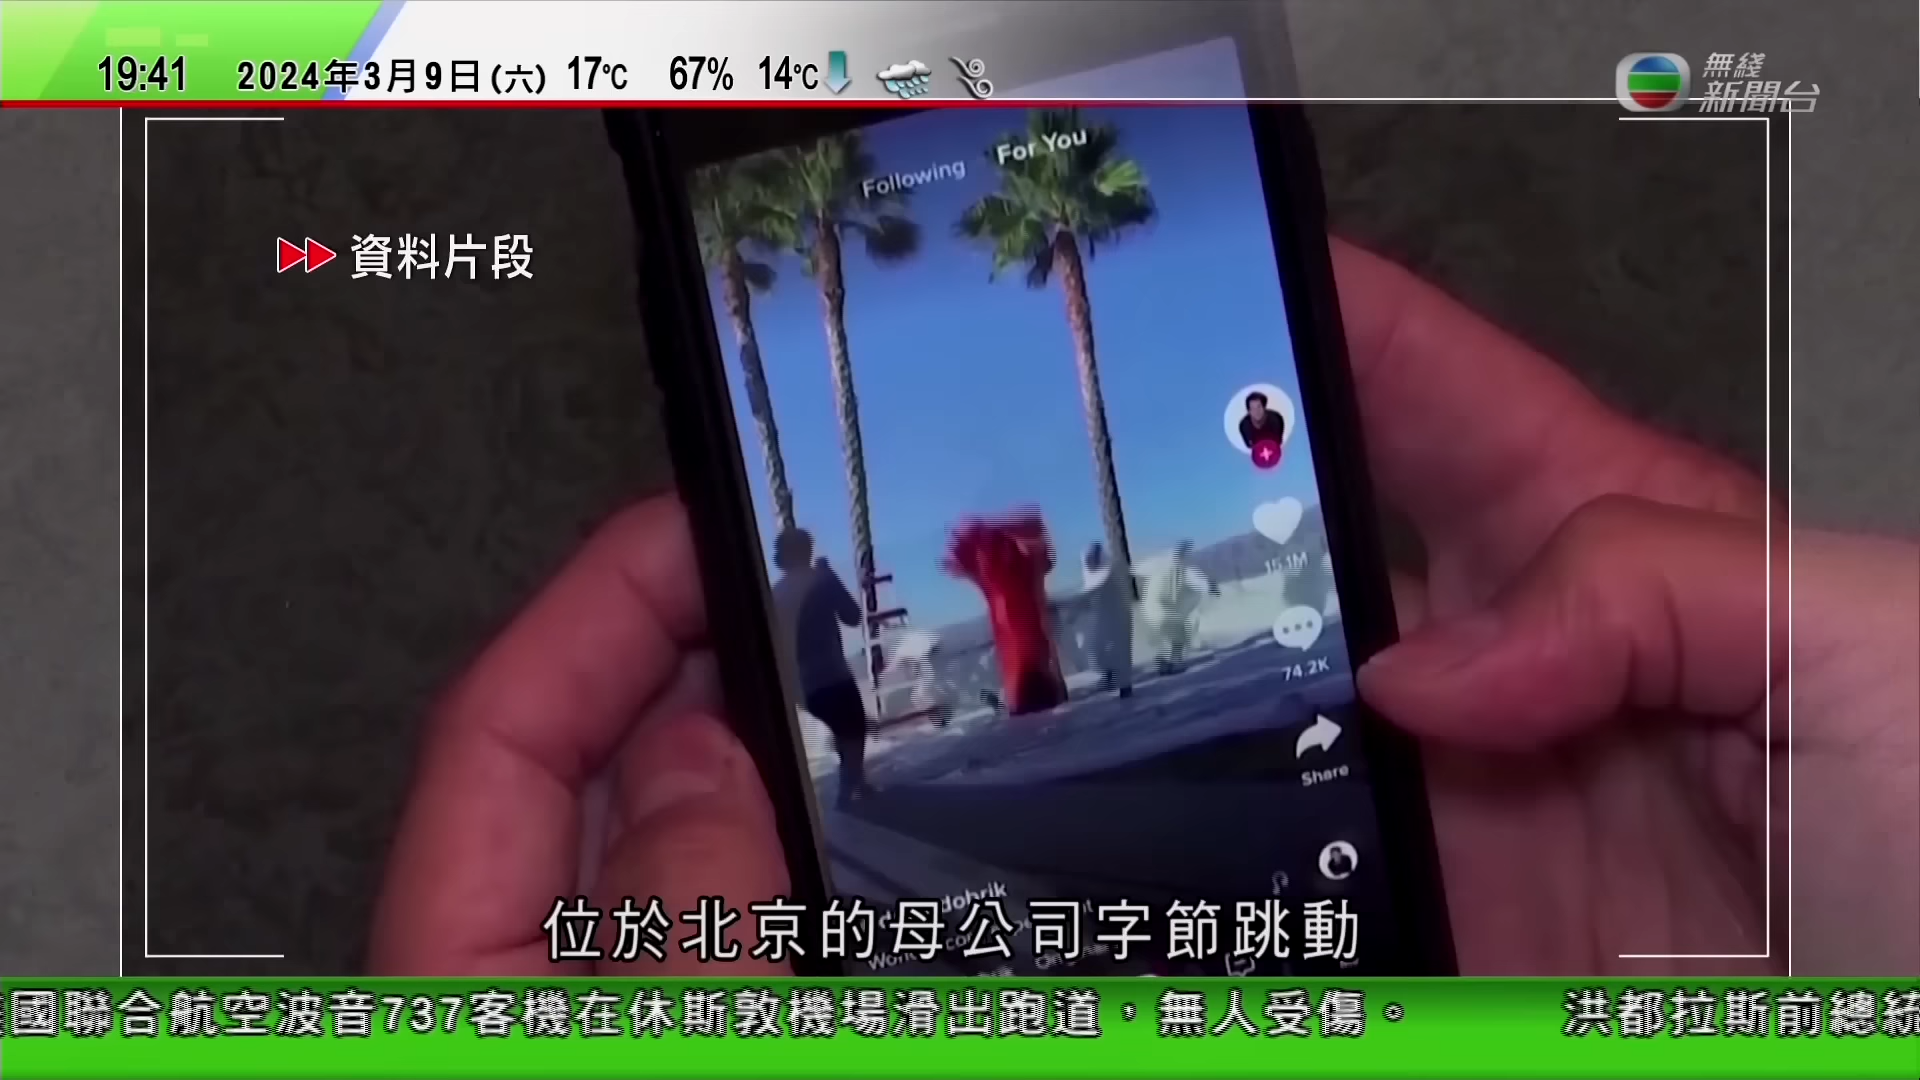 19:41 2024年3月9日(六) 17℃ 67% 14℃
無綫
新聞台
Following For You
資料片段
15.1M
74.2K
Share
位於北京的母公司字節跳動
國聯合航空波音737客機在休斯敦機場滑出跑道，無人受傷。 洪都拉斯前總統